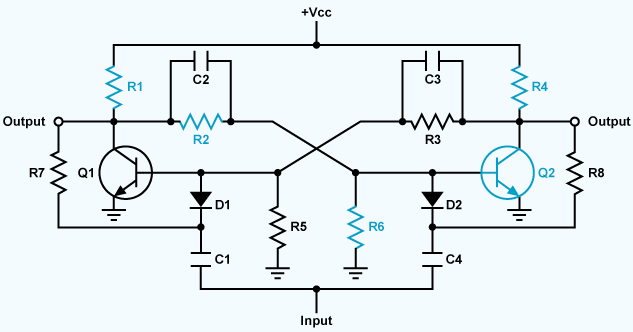 +Vcc
C2
C3
R1
R4
Output
R2
R3
Output
R7
Q1
Q2
R8
D1
R5
R6
D2
C1
C4
Input